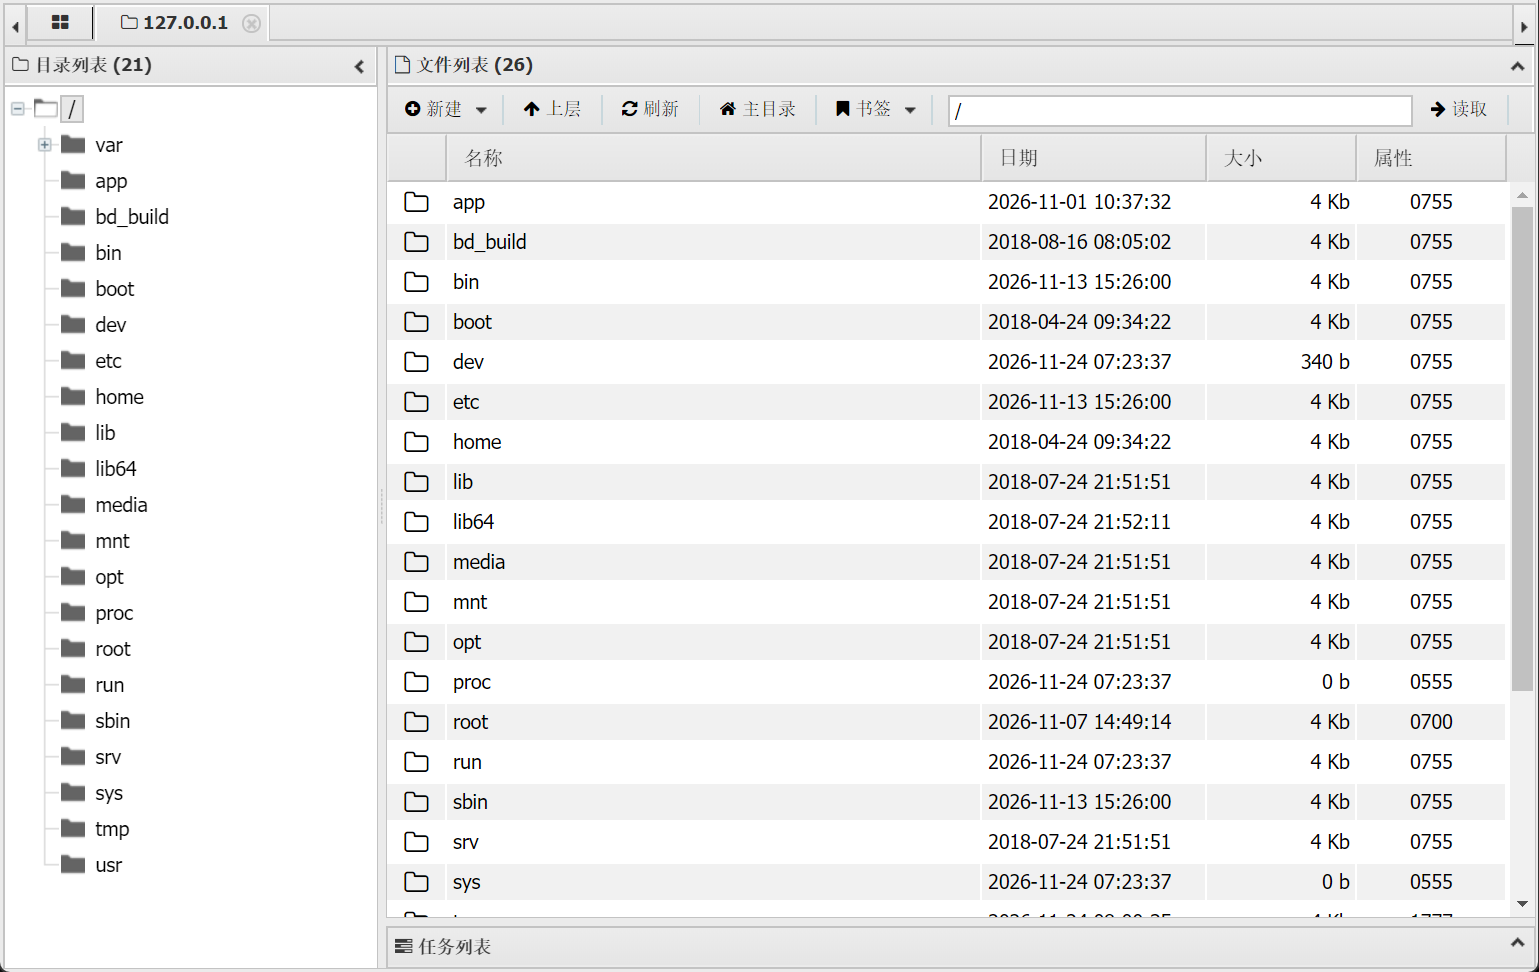 127.0.0.1
目录列表 (21)
/
var
app
bd_build
bin
boot
dev
etc
home
lib
lib64
media
mnt
opt
proc
root
run
sbin
srv
sys
tmp
usr
文件列表 (26)
新建 上层 刷新 主目录 书签 / 读取
名称 日期 大小 属性
app 2026-11-01 10:37:32 4 Kb 0755
bd_build 2018-08-16 08:05:02 4 Kb 0755
bin 2026-11-13 15:26:00 4 Kb 0755
boot 2018-04-24 09:34:22 4 Kb 0755
dev 2026-11-24 07:23:37 340 b 0755
etc 2026-11-13 15:26:00 4 Kb 0755
home 2018-04-24 09:34:22 4 Kb 0755
lib 2018-07-24 21:51:51 4 Kb 0755
lib64 2018-07-24 21:52:11 4 Kb 0755
media 2018-07-24 21:51:51 4 Kb 0755
mnt 2018-07-24 21:51:51 4 Kb 0755
opt 2018-07-24 21:51:51 4 Kb 0755
proc 2026-11-24 07:23:37 0 b 0555
root 2026-11-07 14:49:14 4 Kb 0700
run 2026-11-24 07:23:37 4 Kb 0755
sbin 2026-11-13 15:26:00 4 Kb 0755
srv 2018-07-24 21:51:51 4 Kb 0755
sys 2026-11-24 07:23:37 0 b 0555
任务列表